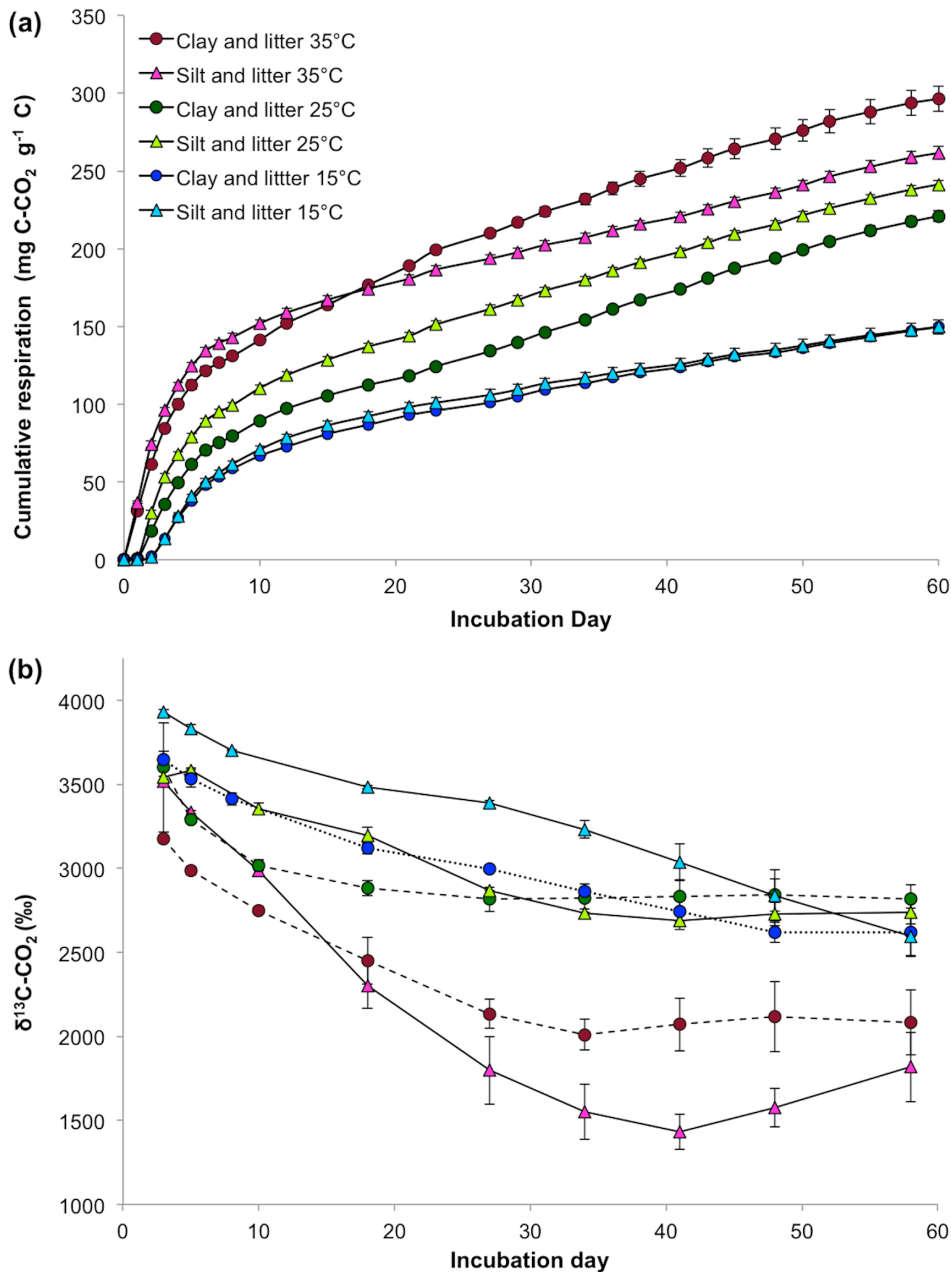 (a)
350
300
250
200
150
100
50
0
Cumulative respiration (mg C-CO₂ g⁻¹ C)
Clay and litter 35°C
Silt and litter 35°C
Clay and litter 25°C
Silt and litter 25°C
Clay and littter 15°C
Silt and litter 15°C
0 10 20 30 40 50 60
Incubation Day
(b)
4000
3500
3000
2500
2000
1500
1000
δ¹³C-CO₂ (‰)
0 10 20 30 40 50 60
Incubation day